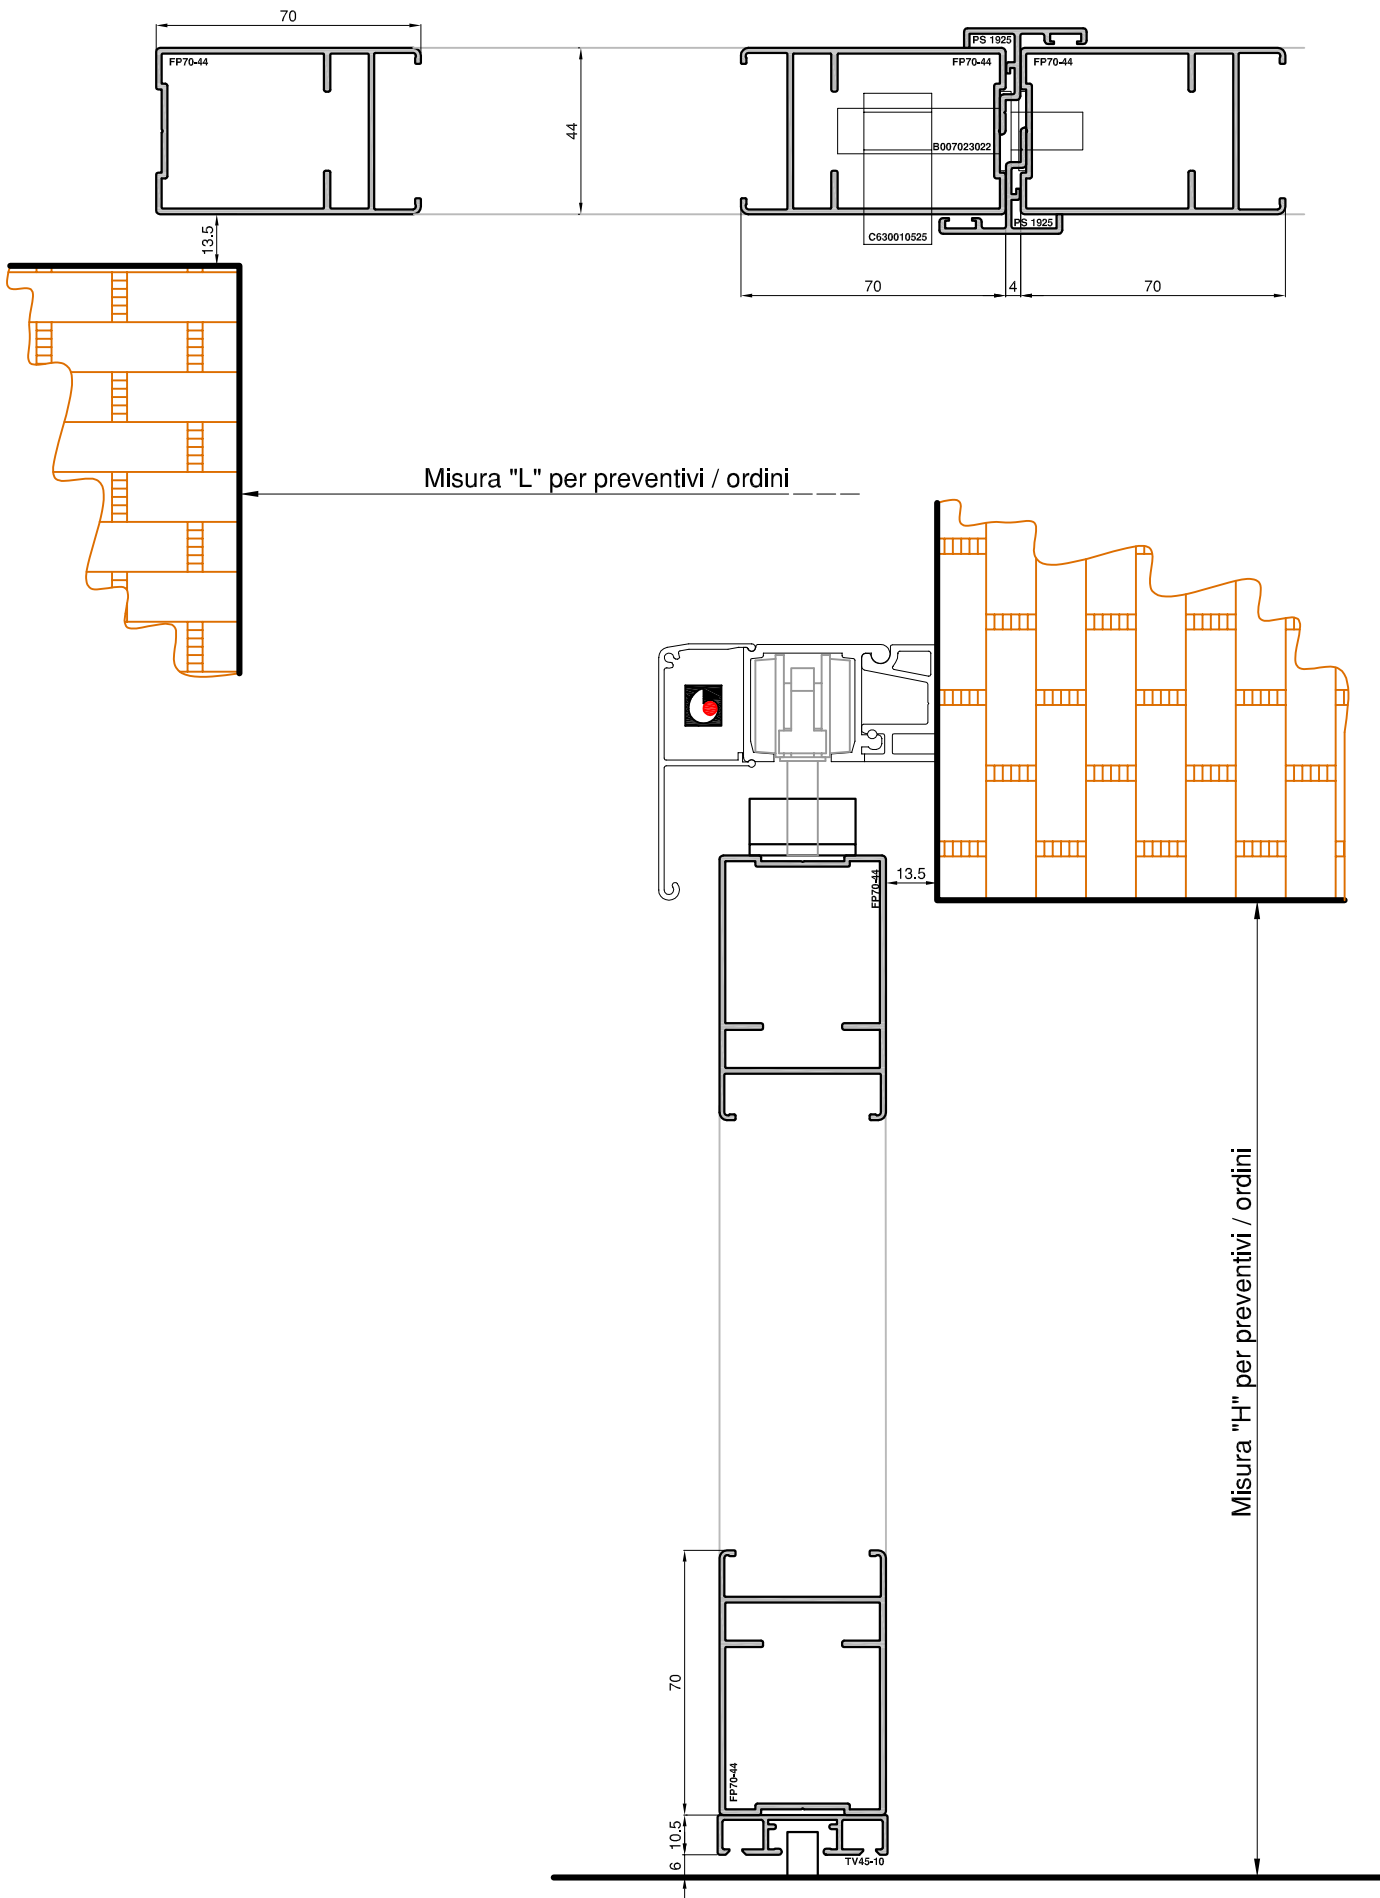 70
PS 1925
FP70-44
FP70-44
FP70-44
44
B007023022
13.5
PS 1925
C630010525
70
4
70
Misura "L" per preventivi / ordini
13.5
FP70-44
Misura "H" per preventivi / ordini
70
FP70-44
10.5
TV45-10
6